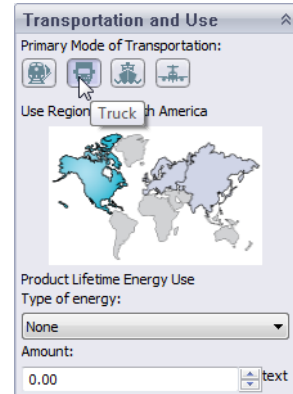 Transportation and Use
Primary Mode of Transportation:
Truck
Use Region h America
Product Lifetime Energy Use
Type of energy:
None
Amount:
0.00 text